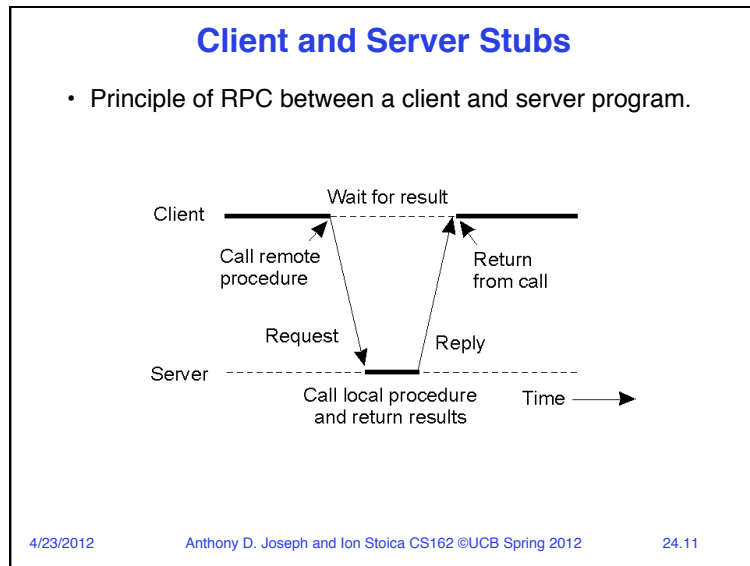 Client and Server Stubs
• Principle of RPC between a client and server program.
Wait for result
Client
Call remote
procedure
Return
from call
Request
Reply
Server
Call local procedure
and return results
Time
4/23/2012
Anthony D. Joseph and Ion Stoica CS162 ©UCB Spring 2012
24.11